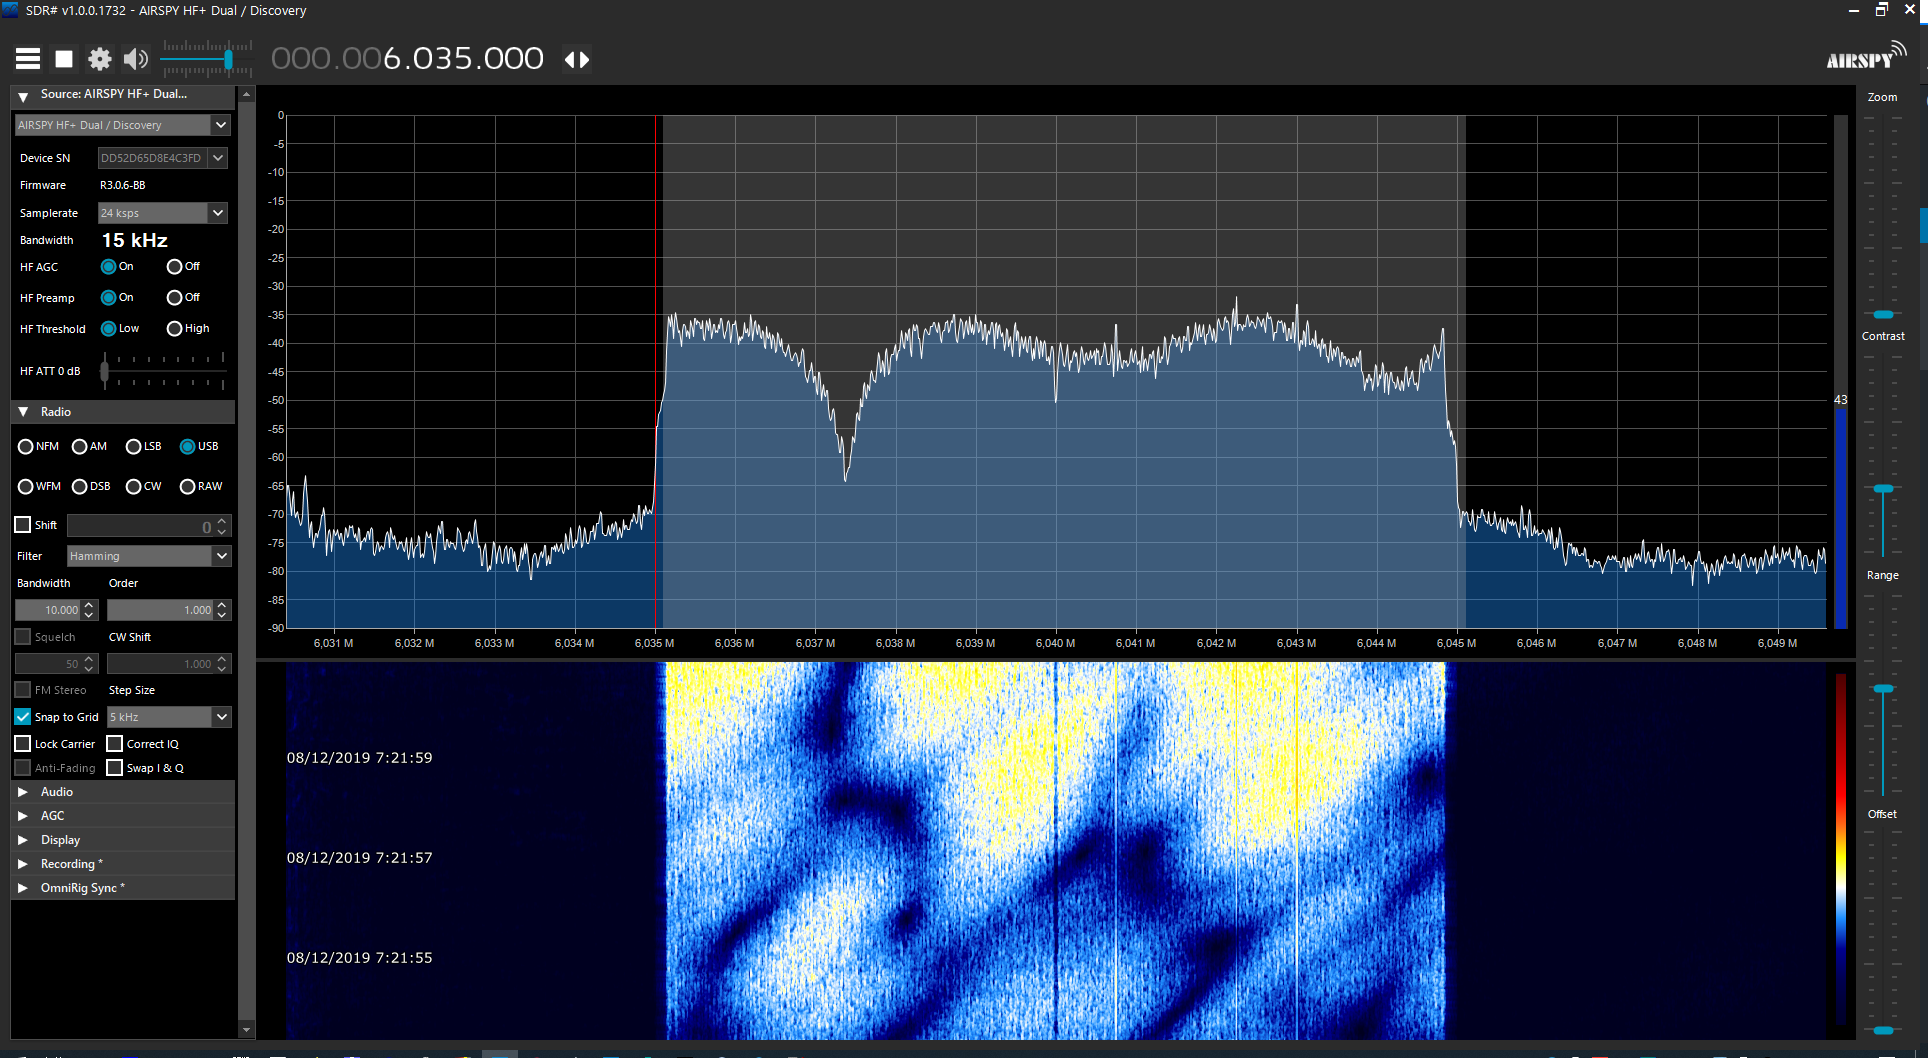 SDR# v1.0.0.1732 - AIRSPY HF+ Dual / Discovery
000.006.035.000
AIRSPY
Source: AIRSPY HF+ Dual...
AIRSPY HF+ Dual / Discovery
Device SN DD52D65D8E4C3FD
Firmware R3.0.6-BB
Samplerate 24 ksps
Bandwidth 15 kHz
HF AGC On Off
HF Preamp On Off
HF Threshold Low High
HF ATT 0 dB
Radio
NFM AM LSB USB
WFM DSB CW RAW
Shift 0
Filter Hamming
Bandwidth Order
10.000 1.000
Squelch CW Shift
50 1.000
FM Stereo Step Size
Snap to Grid 5 kHz
Lock Carrier Correct IQ
Anti-Fading Swap I & Q
Audio
AGC
Display
Recording *
OmniRig Sync *
0
-5
-10
-15
-20
-25
-30
-35
-40
-45
-50
-55
-60
-65
-70
-75
-80
-85
-90
6,031 M 6,032 M 6,033 M 6,034 M 6,035 M 6,036 M 6,037 M 6,038 M 6,039 M 6,040 M 6,041 M 6,042 M 6,043 M 6,044 M 6,045 M 6,046 M 6,047 M 6,048 M 6,049 M
43
08/12/2019 7:21:59
08/12/2019 7:21:57
08/12/2019 7:21:55
Zoom
Contrast
Range
Offset